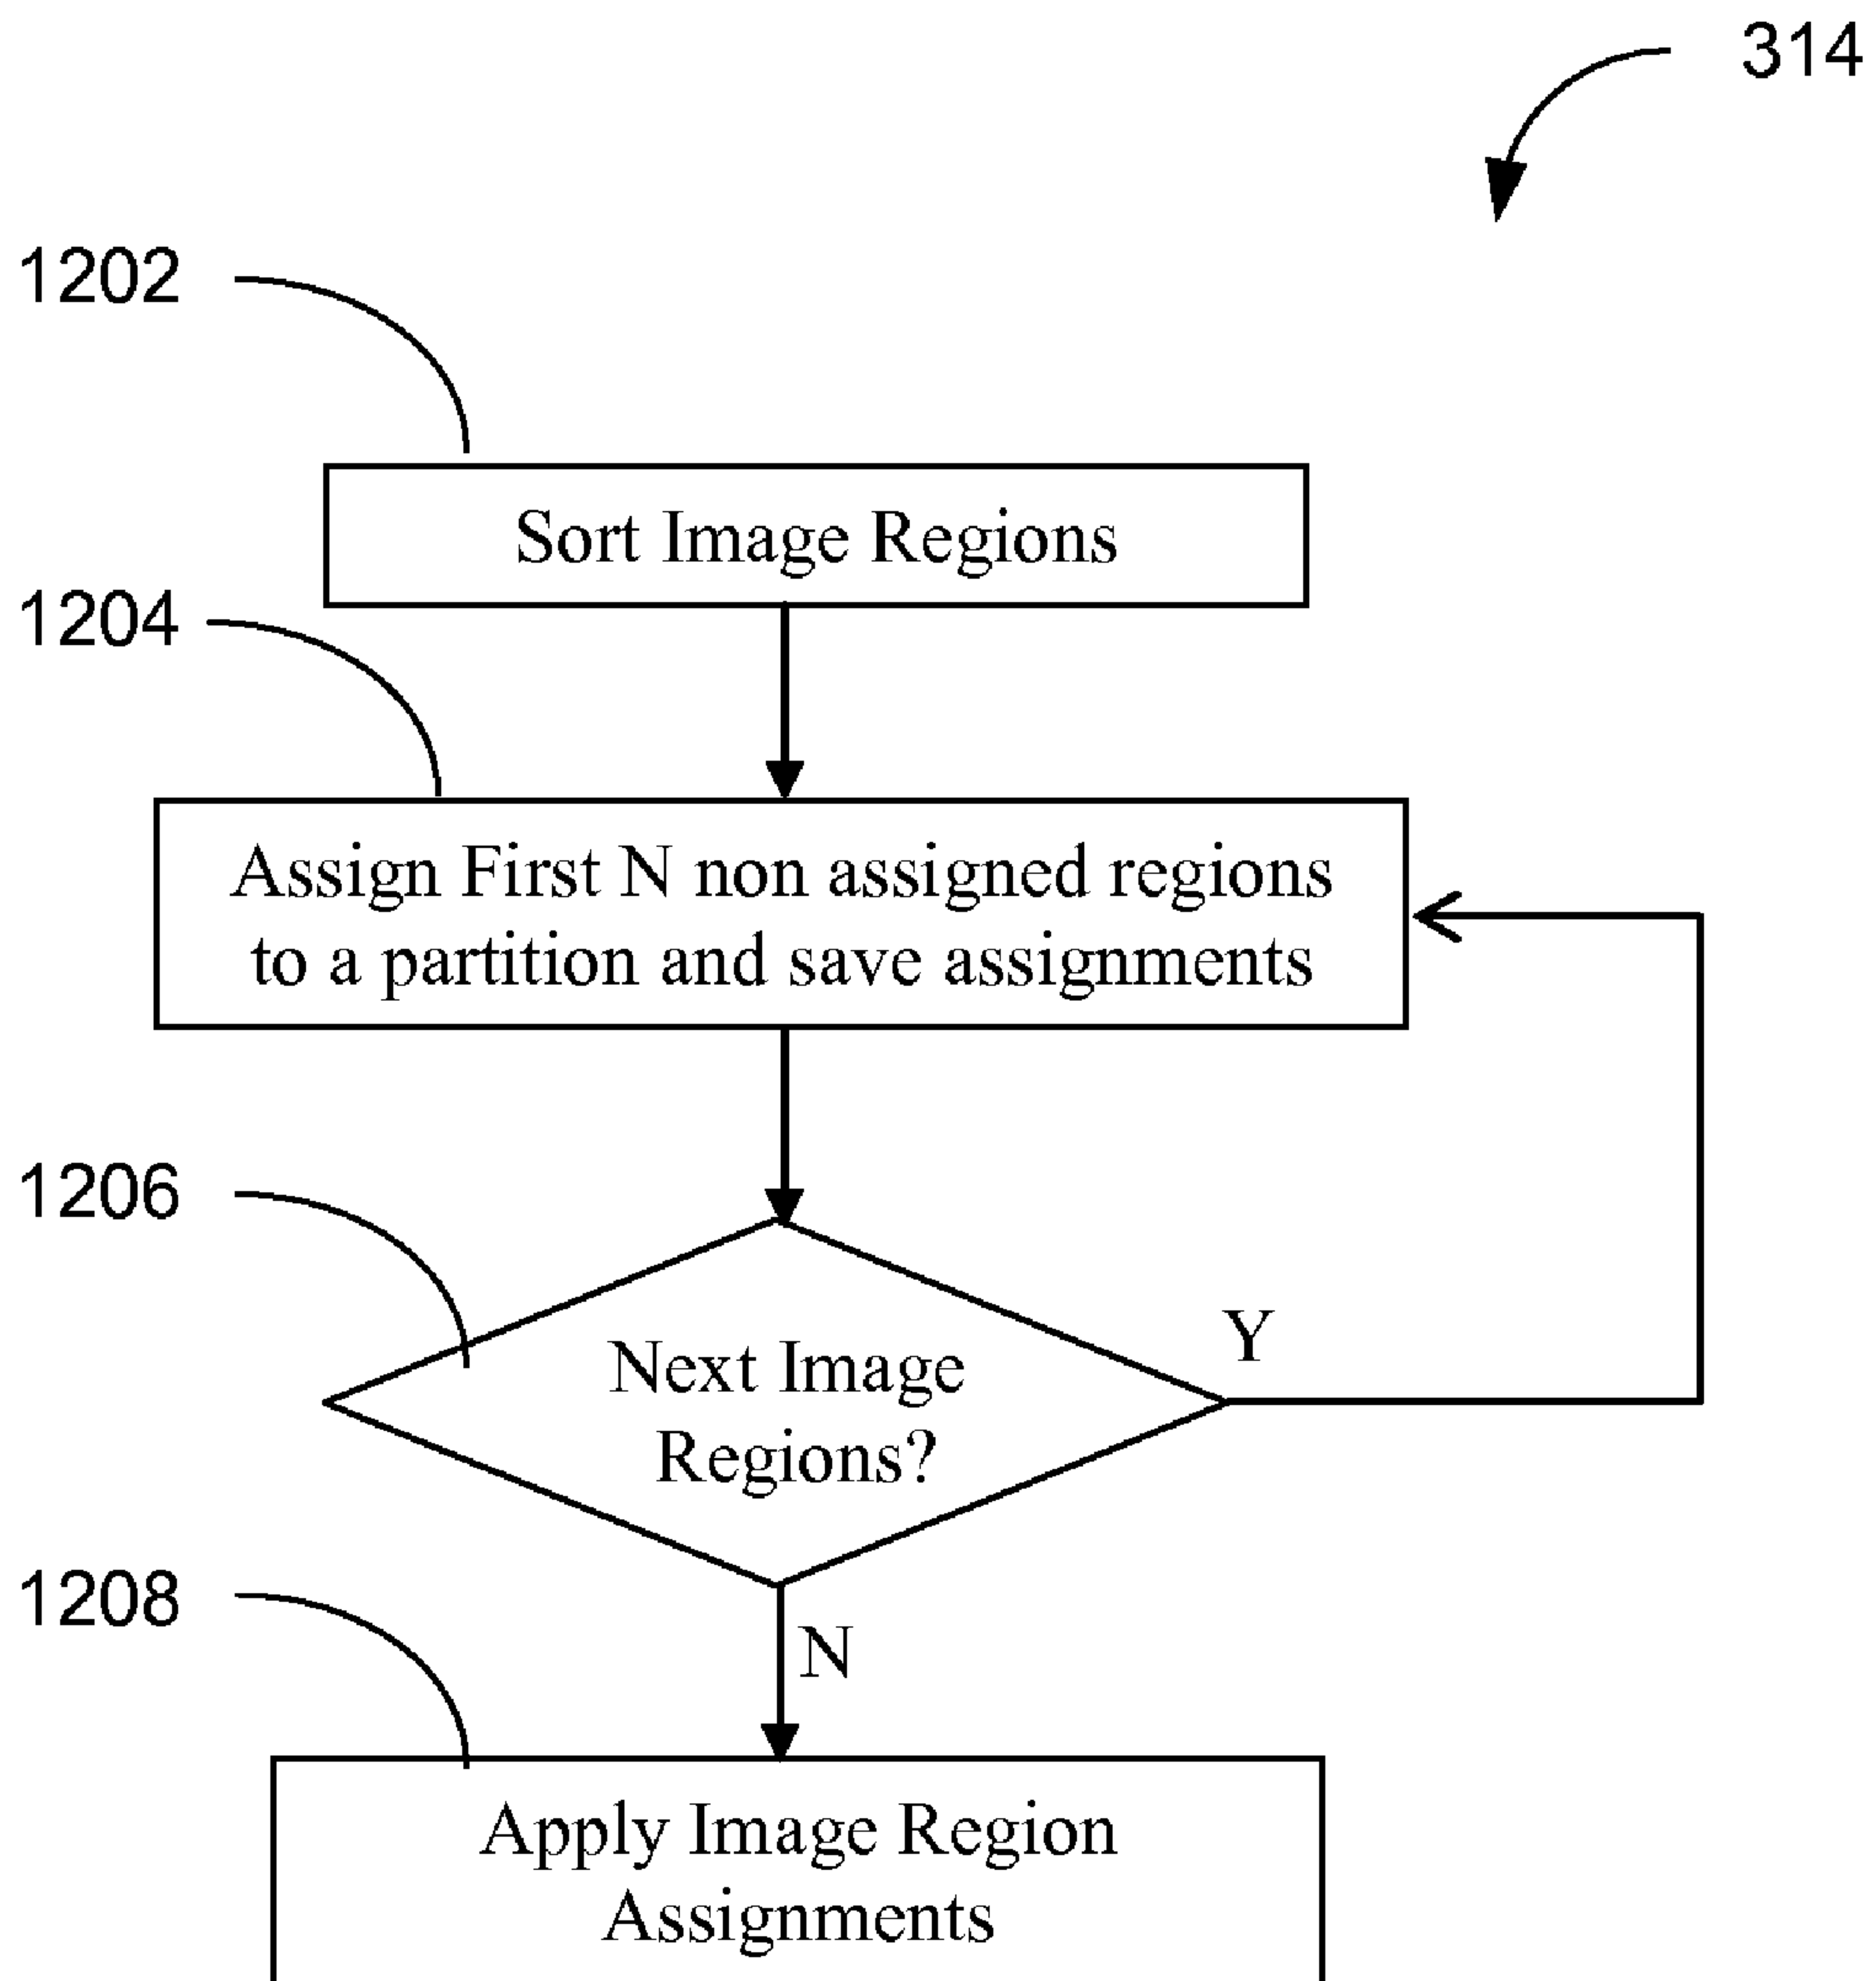 314
1202
Sort Image Regions
1204
Assign First N non assigned regions
to a partition and save assignments
1206
Next Image
Regions?
Y
1208
N
Apply Image Region
Assignments